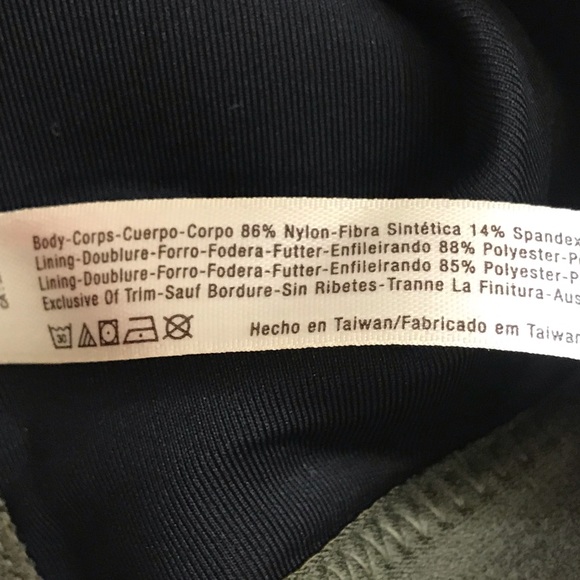 Body-Corps-Cuerpo-Corpo 86% Nylon-Fibra Sintética 14% Spandex
Lining-Doublure-Forro-Fodera-Futter-Enfileirando 88% Polyester-P
Lining-Doublure-Forro-Fodera-Futter-Enfileirando 85% Polyester-P
Exclusive Of Trim-Sauf Bordure-Sin Ribetes-Tranne La Finitura-Aus
30
Hecho en Taiwan/Fabricado em Taiwan